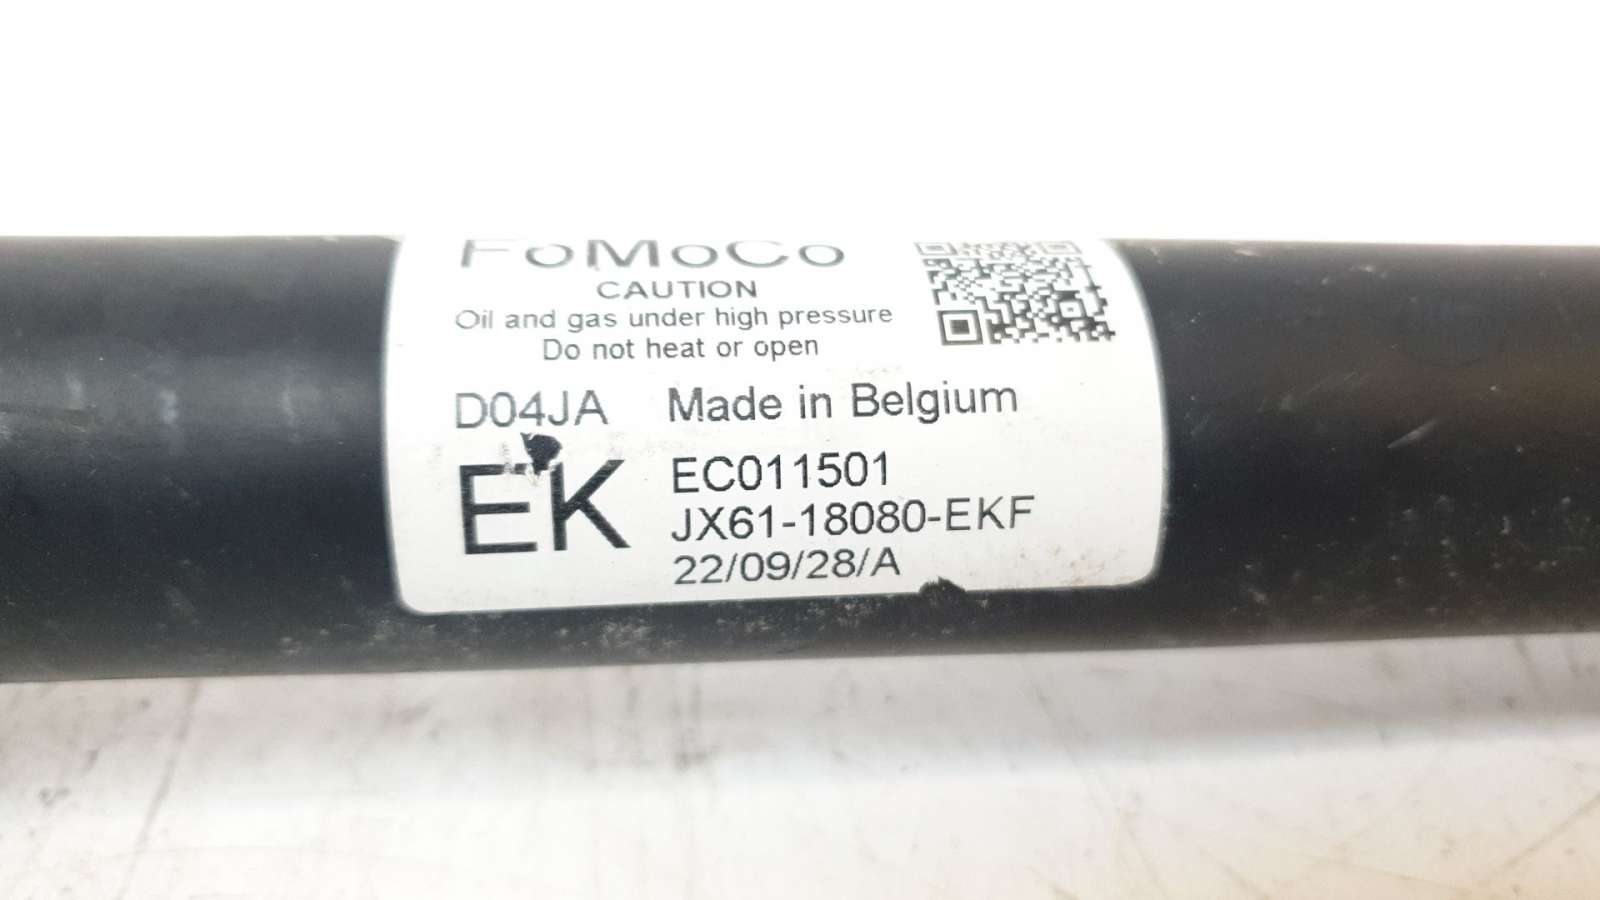 FoMoCo
CAUTION
Oil and gas under high pressure
Do not heat or open
D04JA Made in Belgium
EK
EC011501
JX61-18080-EKF
22/09/28/A